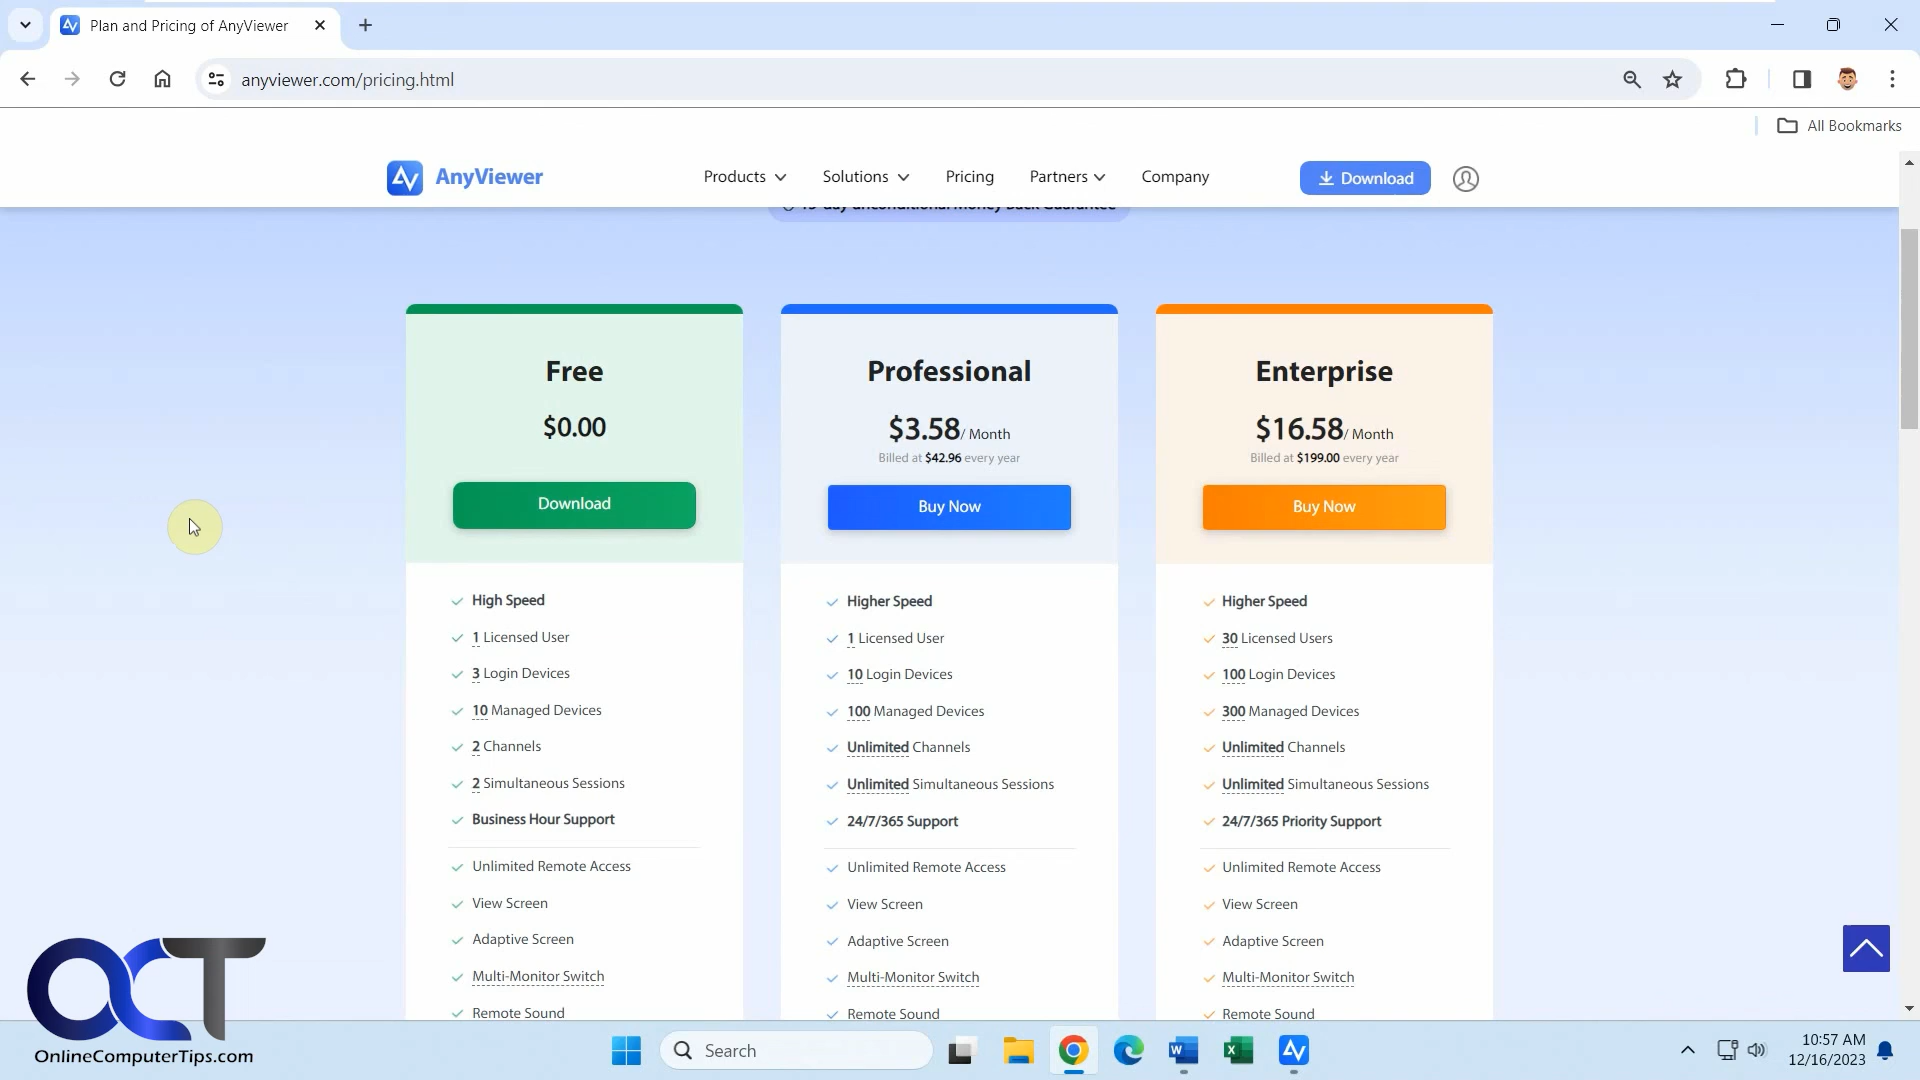 Plan and Pricing of AnyViewer
anyviewer.com/pricing.html
All Bookmarks
AnyViewer
Products
Solutions
Pricing
Partners
Company
Download
15-day unconditional Money Back Guarantee
Free
$0.00
Download
High Speed
1 Licensed User
3 Login Devices
10 Managed Devices
2 Channels
2 Simultaneous Sessions
Business Hour Support
Unlimited Remote Access
View Screen
Adaptive Screen
Multi-Monitor Switch
Remote Sound
Professional
$3.58/ Month
Billed at $42.96 every year
Buy Now
Higher Speed
1 Licensed User
10 Login Devices
100 Managed Devices
Unlimited Channels
Unlimited Simultaneous Sessions
24/7/365 Support
Unlimited Remote Access
View Screen
Adaptive Screen
Multi-Monitor Switch
Remote Sound
Enterprise
$16.58/ Month
Billed at $199.00 every year
Buy Now
Higher Speed
30 Licensed Users
100 Login Devices
300 Managed Devices
Unlimited Channels
Unlimited Simultaneous Sessions
24/7/365 Priority Support
Unlimited Remote Access
View Screen
Adaptive Screen
Multi-Monitor Switch
Remote Sound
OCT
OnlineComputerTips.com
Search
10:57 AM
12/16/2023